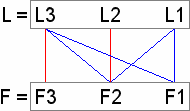 L = L3 L2 L1
F = F3 F2 F1